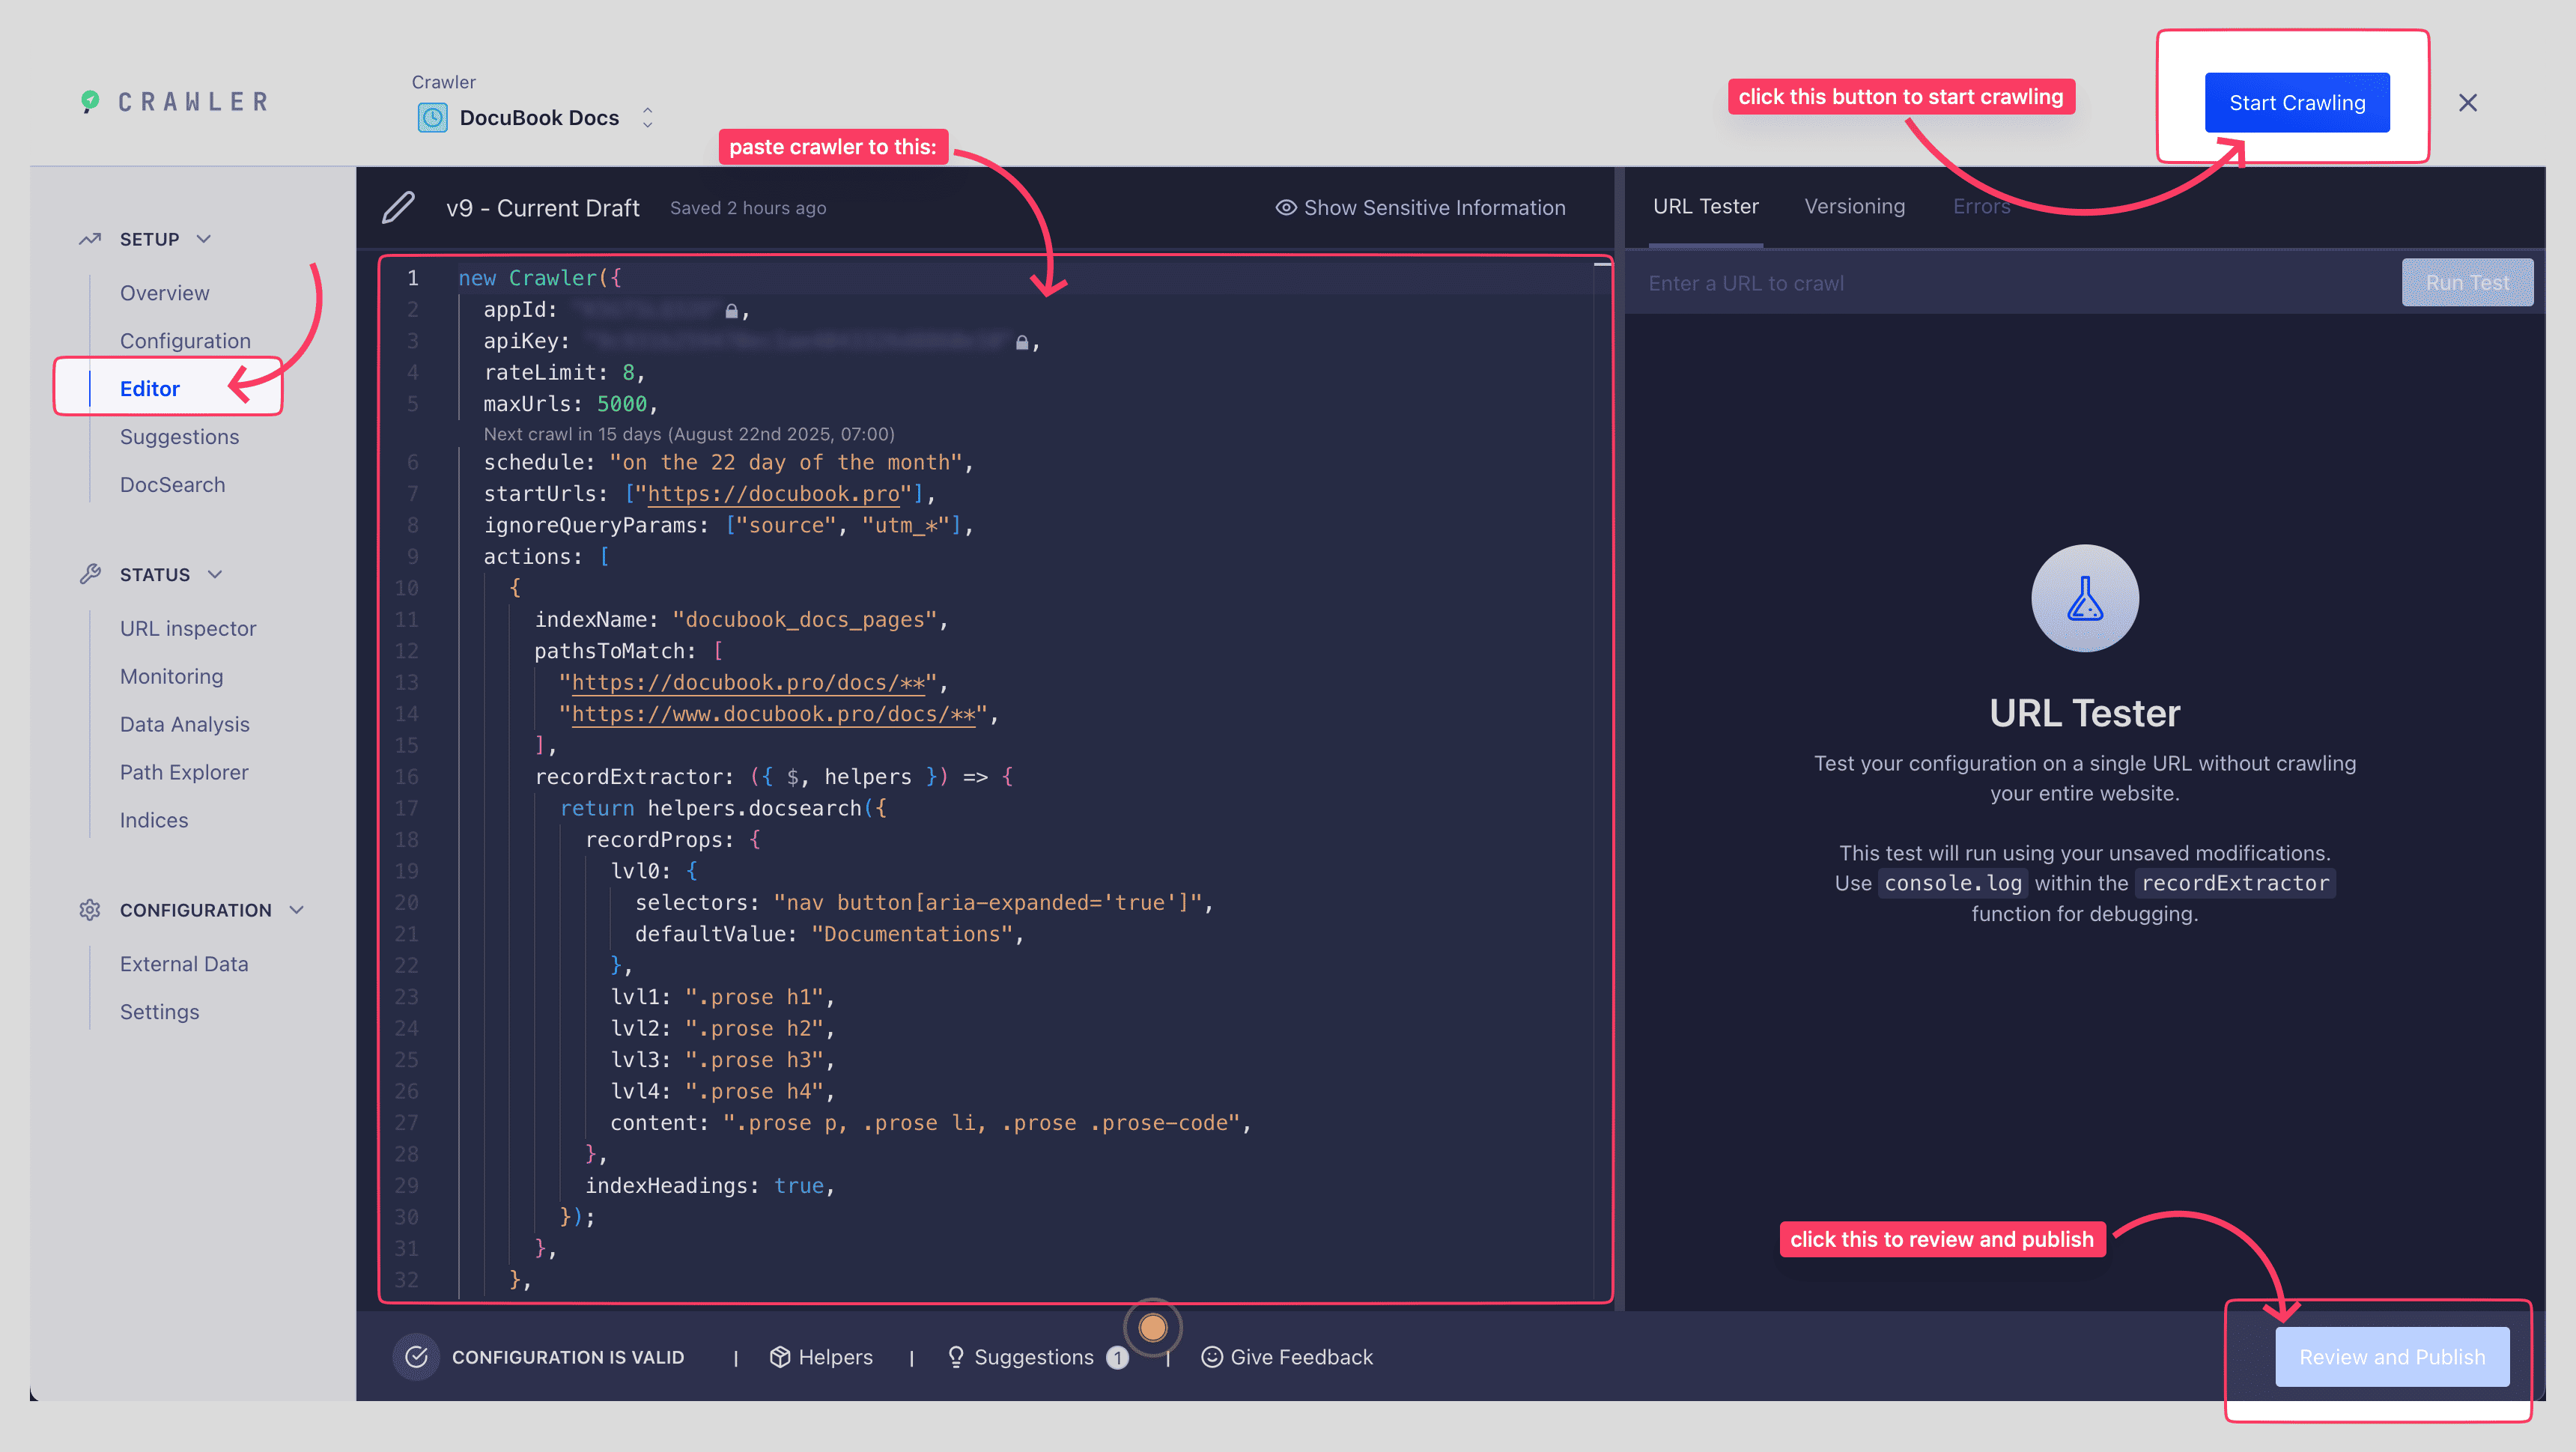 CRAWLER
Crawler
DocuBook Docs
paste crawler to this:
click this button to start crawling
Start Crawling
SETUP
Overview
Configuration
Editor
Suggestions
DocSearch
STATUS
URL inspector
Monitoring
Data Analysis
Path Explorer
Indices
CONFIGURATION
External Data
Settings
v9 - Current Draft
Saved 2 hours ago
Show Sensitive Information
1 new Crawler({
2 appId: ,
3 apiKey: ,
4 rateLimit: 8,
5 maxUrls: 5000,
Next crawl in 15 days (August 22nd 2025, 07:00)
6 schedule: "on the 22 day of the month",
7 startUrls: ["https://docubook.pro"],
8 ignoreQueryParams: ["source", "utm_*"],
9 actions: [
10 {
11 indexName: "docubook_docs_pages",
12 pathsToMatch: [
13 "https://docubook.pro/docs/**",
14 "https://www.docubook.pro/docs/**",
15 ],
16 recordExtractor: ({ $, helpers }) => {
17 return helpers.docsearch({
18 recordProps: {
19 lvl0: {
20 selectors: "nav button[aria-expanded='true']",
21 defaultValue: "Documentations",
22 },
23 lvl1: ".prose h1",
24 lvl2: ".prose h2",
25 lvl3: ".prose h3",
26 lvl4: ".prose h4",
27 content: ".prose p, .prose li, .prose .prose-code",
28 },
29 indexHeadings: true,
30 });
31 },
32 },
URL Tester
Versioning
Errors
Enter a URL to crawl
Run Test
URL Tester
Test your configuration on a single URL without crawling
your entire website.
This test will run using your unsaved modifications.
Use console.log within the recordExtractor
function for debugging.
click this to review and publish
CONFIGURATION IS VALID
|
Helpers
|
Suggestions 1
|
Give Feedback
Review and Publish